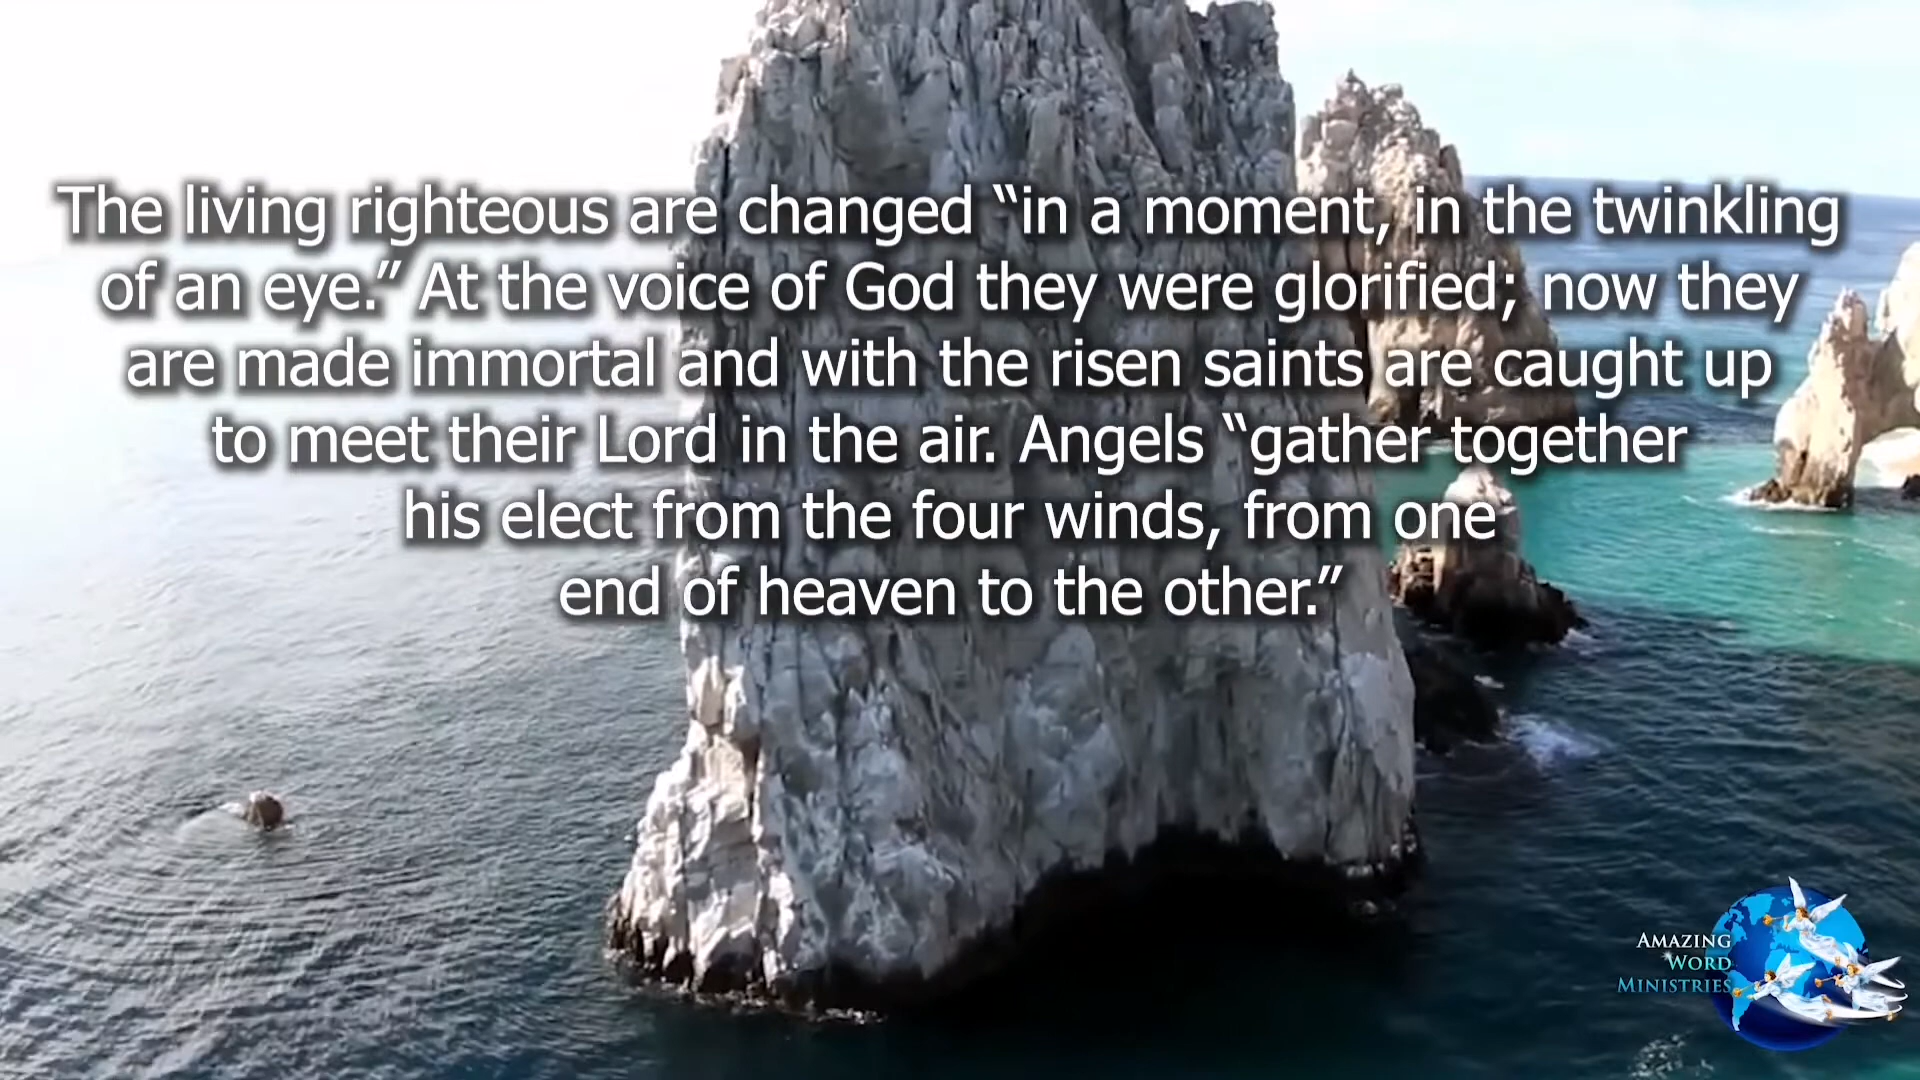 The living righteous are changed “in a moment, in the twinkling
of an eye.” At the voice of God they were glorified; now they
are made immortal and with the risen saints are caught up
to meet their Lord in the air. Angels “gather together
his elect from the four winds, from one
end of heaven to the other.”
Amazing
Word
Ministries